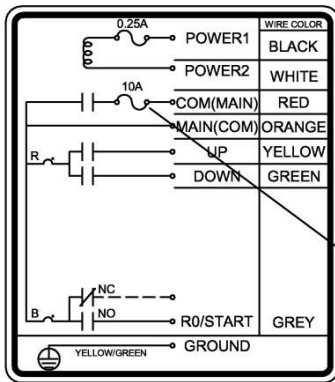 WIRE COLOR
0.25A POWER1 BLACK
POWER2 WHITE
10A COM(MAIN) RED
MAIN(COM) ORANGE
UP YELLOW
R DOWN GREEN
NC
B NO R0/START GREY
YELLOW/GREEN GROUND